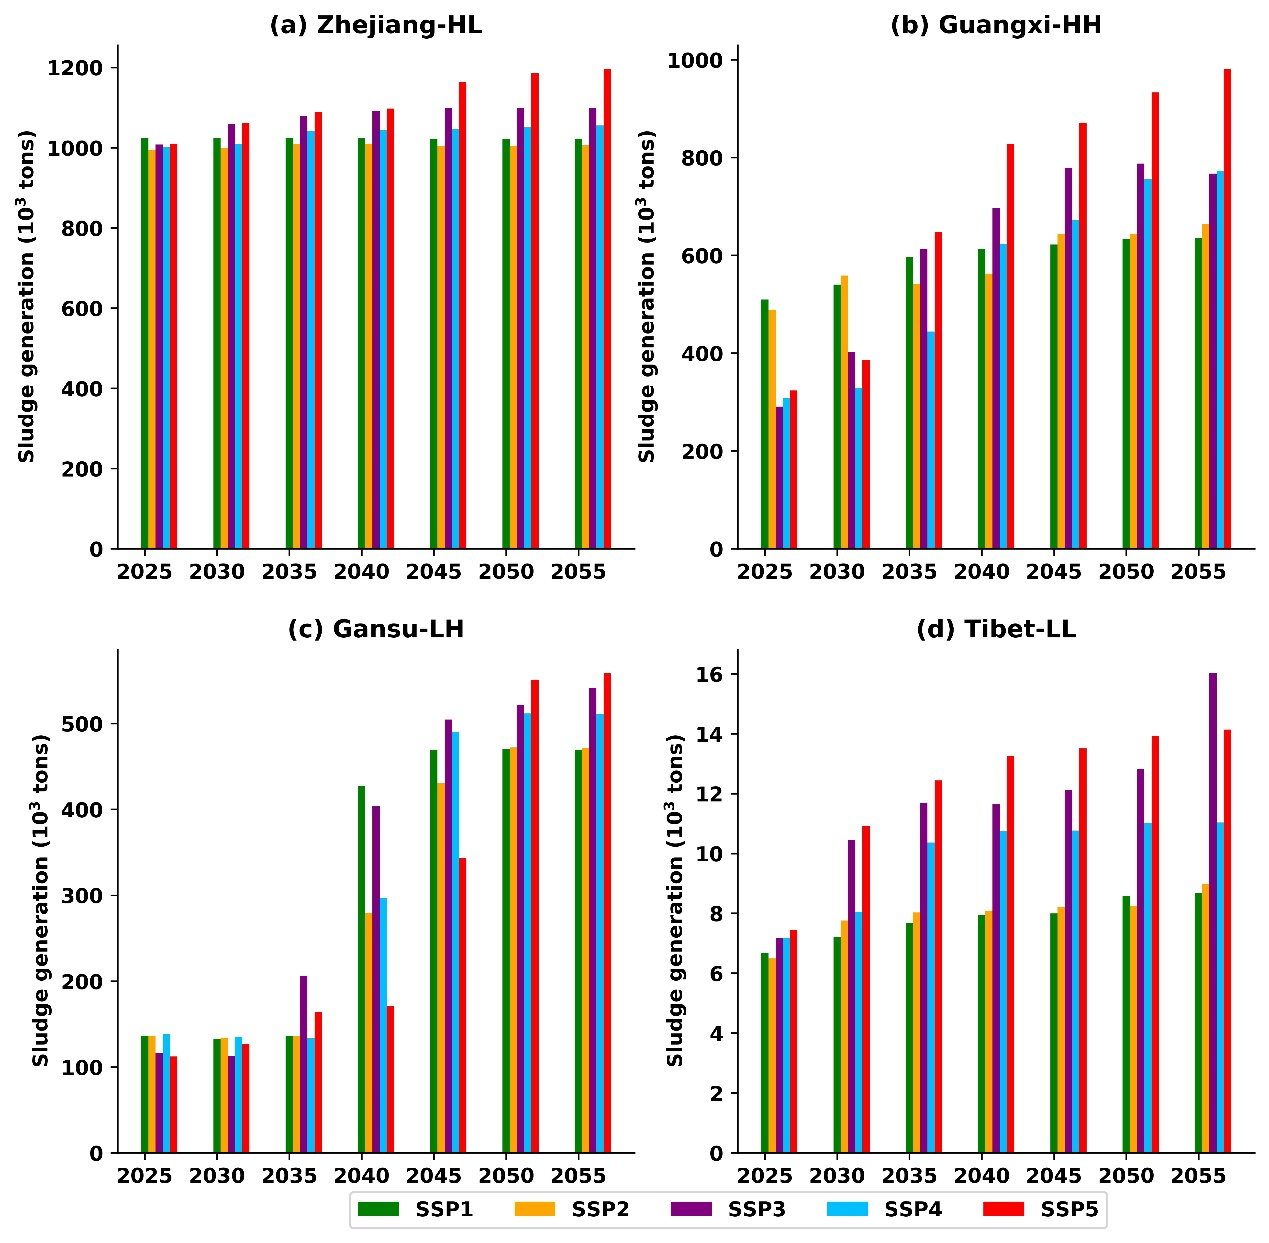 (a) Zhejiang-HL
Sludge generation (10³ tons)
1200
1000
800
600
400
200
0
2025 2030 2035 2040 2045 2050 2055
(b) Guangxi-HH
Sludge generation (10³ tons)
1000
800
600
400
200
0
2025 2030 2035 2040 2045 2050 2055
(c) Gansu-LH
Sludge generation (10³ tons)
500
400
300
200
100
0
2025 2030 2035 2040 2045 2050 2055
(d) Tibet-LL
Sludge generation (10³ tons)
16
14
12
10
8
6
4
2
0
2025 2030 2035 2040 2045 2050 2055
SSP1 SSP2 SSP3 SSP4 SSP5